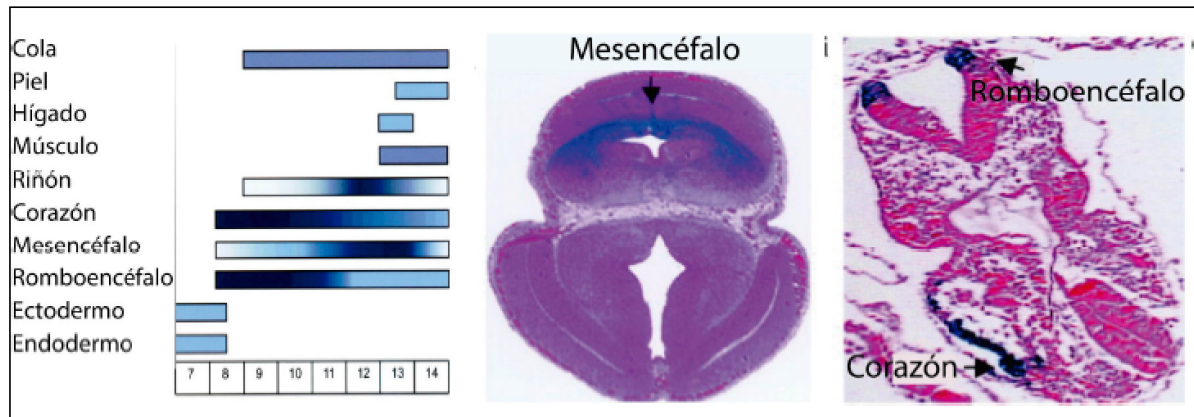 Cola
Piel
Hígado
Músculo
Riñón
Corazón
Mesencéfalo
Romboencéfalo
Ectodermo
Endodermo
7 8 9 10 11 12 13 14
Mesencéfalo
i
Romboencéfalo
Corazón